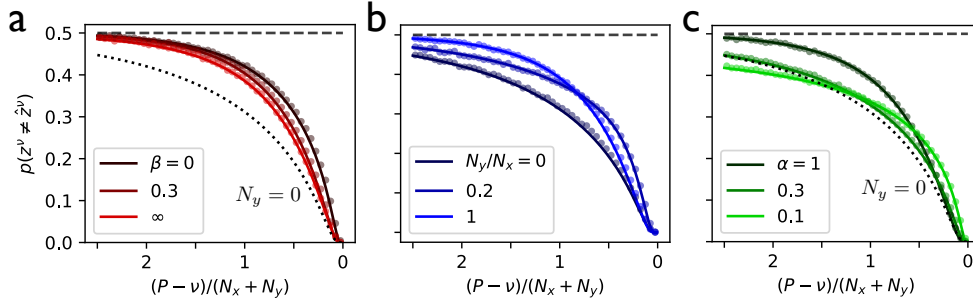 a
0.5
0.4
0.3
0.2
0.1
0.0
p(z^ν ≠ ẑ^ν)
β = 0
0.3
∞
N_y = 0
2
1
0
(P − ν)/(N_x + N_y)
b
N_y/N_x = 0
0.2
1
2
1
0
(P − ν)/(N_x + N_y)
c
α = 1
0.3
0.1
N_y = 0
2
1
0
(P − ν)/(N_x + N_y)